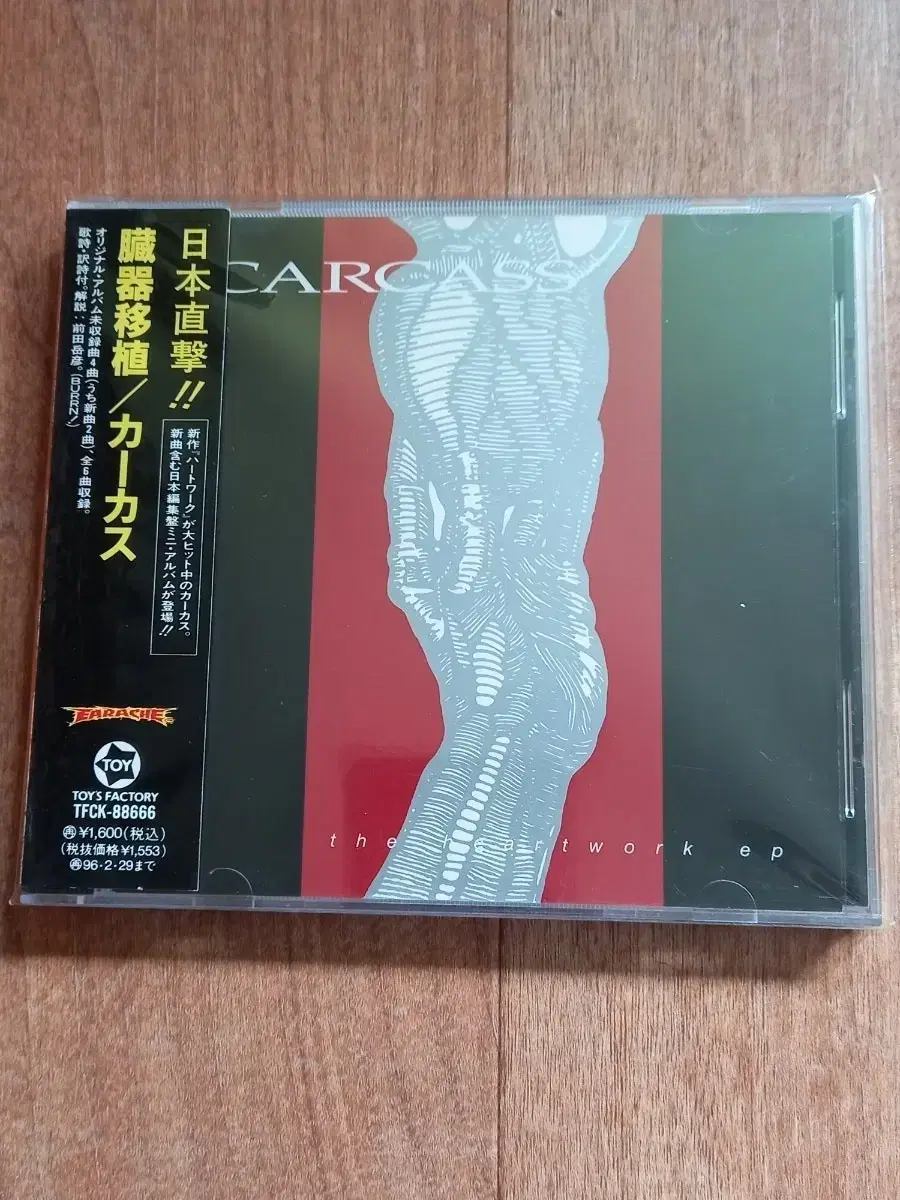 日本直撃!!
新作『ハートワーク』が大ヒット中のカーカス。
新曲含む日本編集盤ミニ・アルバムが登場!!
臓器移植/カーカス
オリジナル・アルバム未収録曲4曲(うち新曲2曲)、全6曲収録。
歌詩・訳詩付。解説:前田岳彦。(BURRN!)
EARACHE
TOY
TOY'S FACTORY
TFCK-88666
再¥1,600(税込)
(税抜価格¥1,553)
再96・2・29まで
CARCASS
the heartwork ep